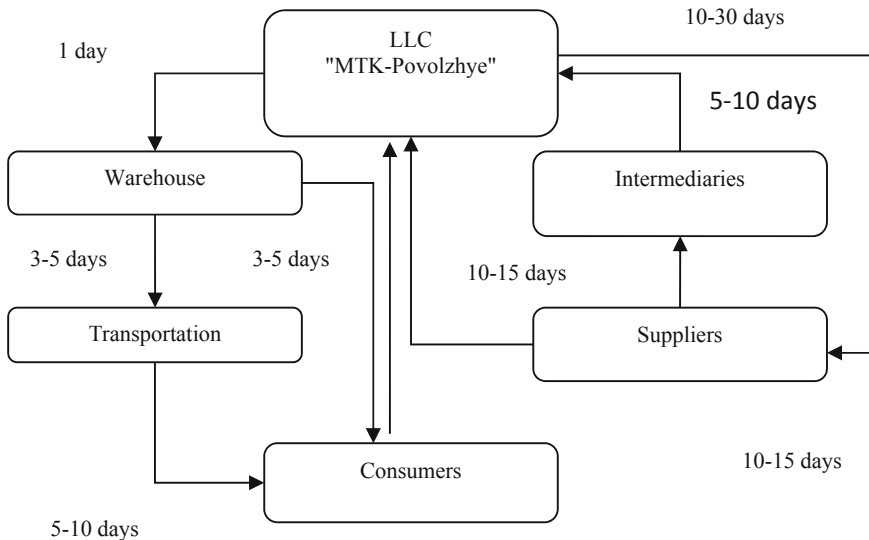 10-30 days
LLC
"MTK-Povolzhye"
1 day
5-10 days
Warehouse
Intermediaries
3-5 days
3-5 days
10-15 days
Transportation
Suppliers
Consumers
10-15 days
5-10 days